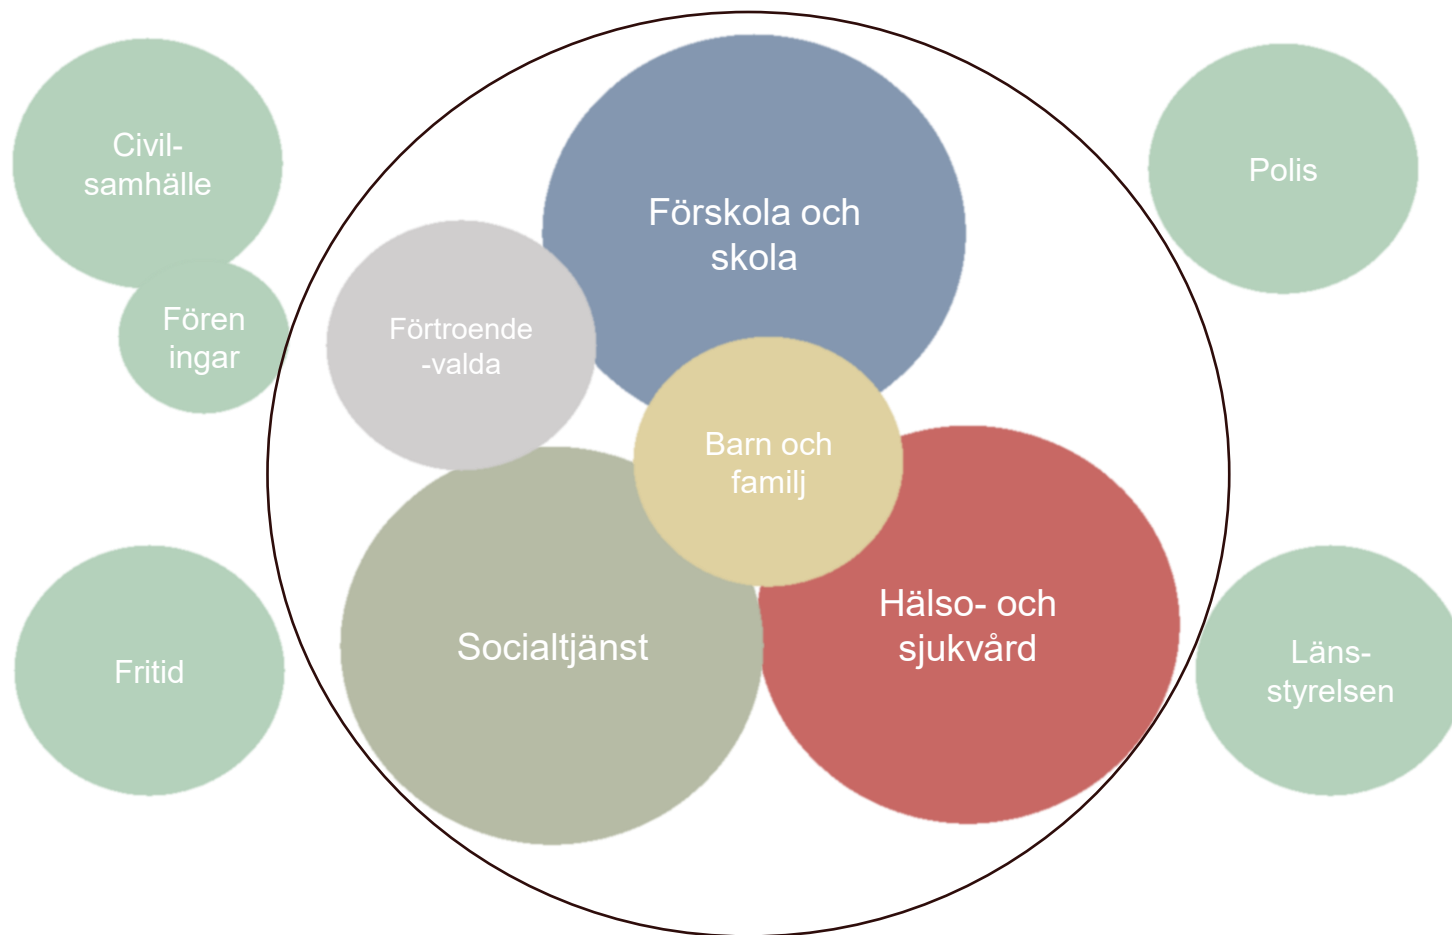 Civil-
samhälle
Fören
ingar
Fritid
Förskola och
skola
Förtroende
-valda
Barn och
familj
Socialtjänst
Hälso- och
sjukvård
Polis
Läns-
styrelsen